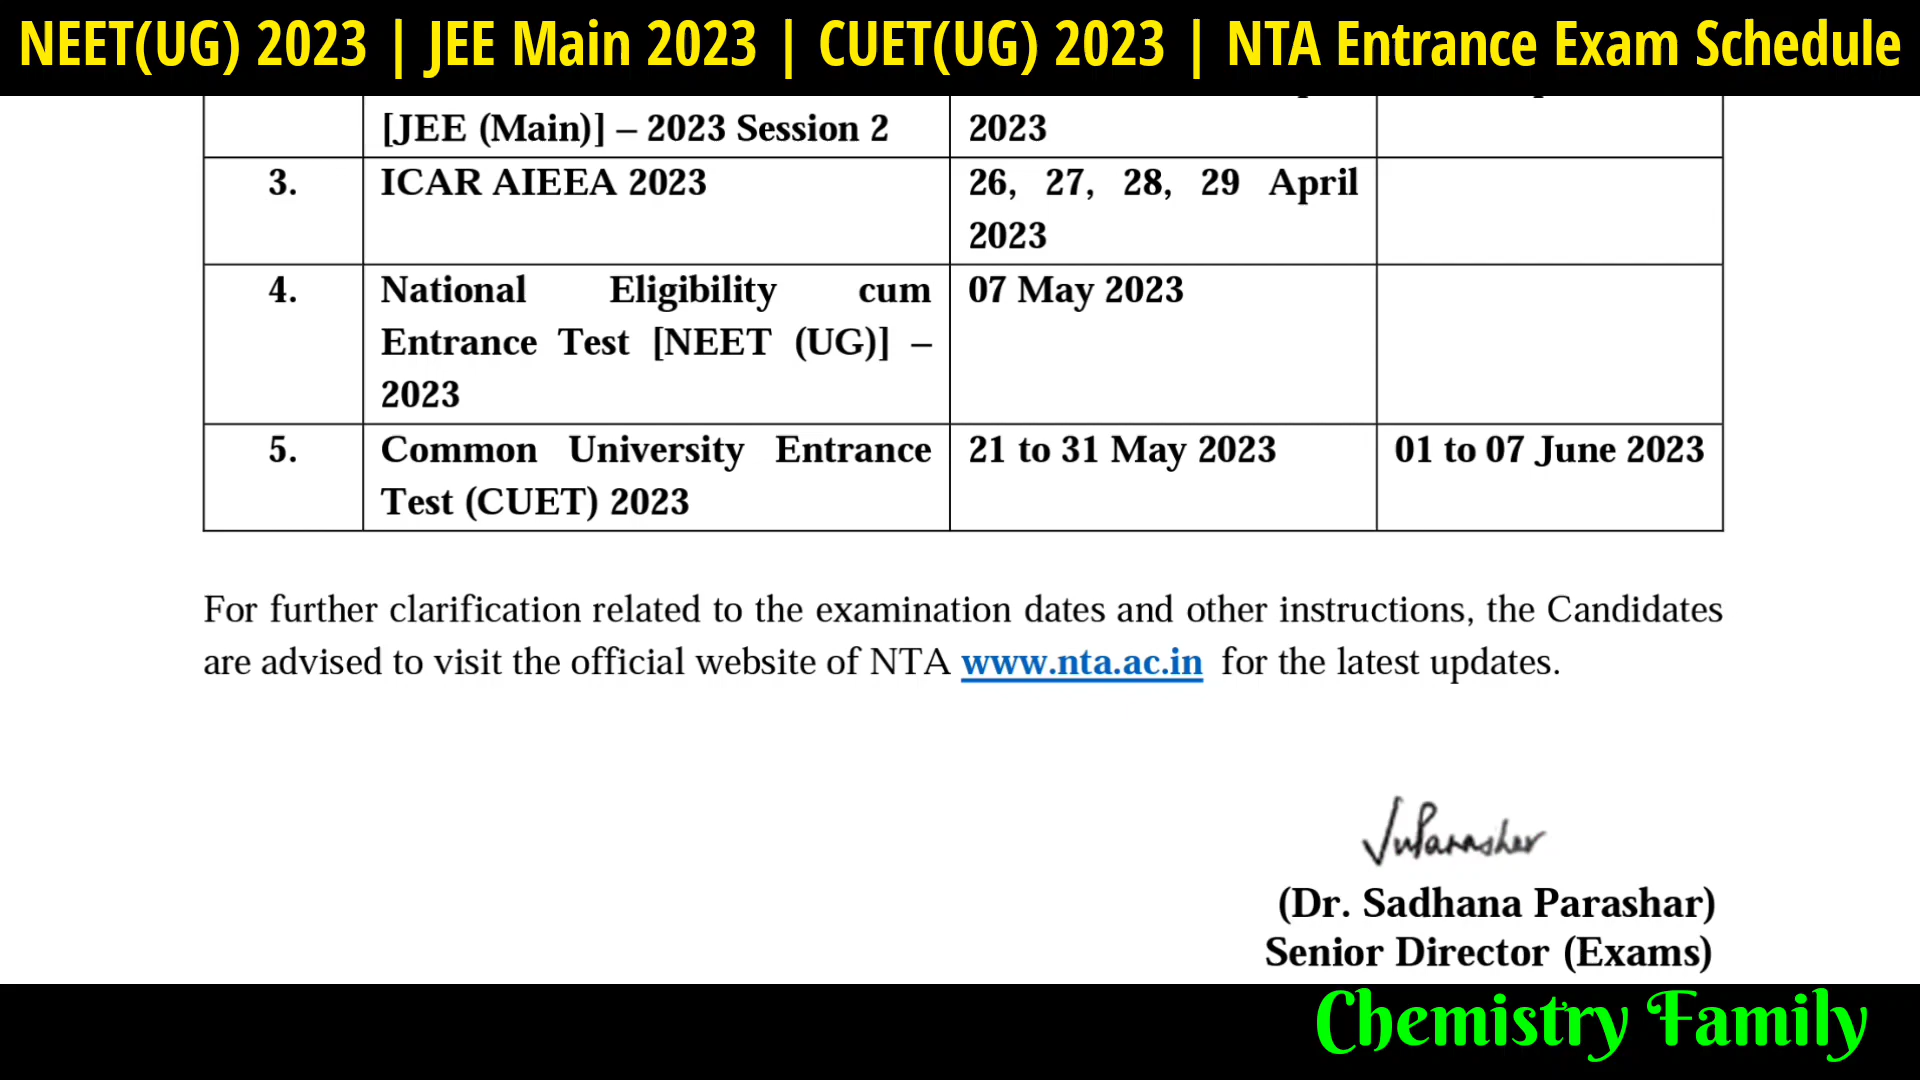 NEET(UG) 2023 | JEE Main 2023 | CUET(UG) 2023 | NTA Entrance Exam Schedule
[JEE (Main)] – 2023 Session 2 2023
3. ICAR AIEEA 2023 26, 27, 28, 29 April
2023
4. National Eligibility cum 07 May 2023
Entrance Test [NEET (UG)] –
2023
5. Common University Entrance 21 to 31 May 2023 01 to 07 June 2023
Test (CUET) 2023
For further clarification related to the examination dates and other instructions, the Candidates
are advised to visit the official website of NTA www.nta.ac.in for the latest updates.
(Dr. Sadhana Parashar)
Senior Director (Exams)
Chemistry Family